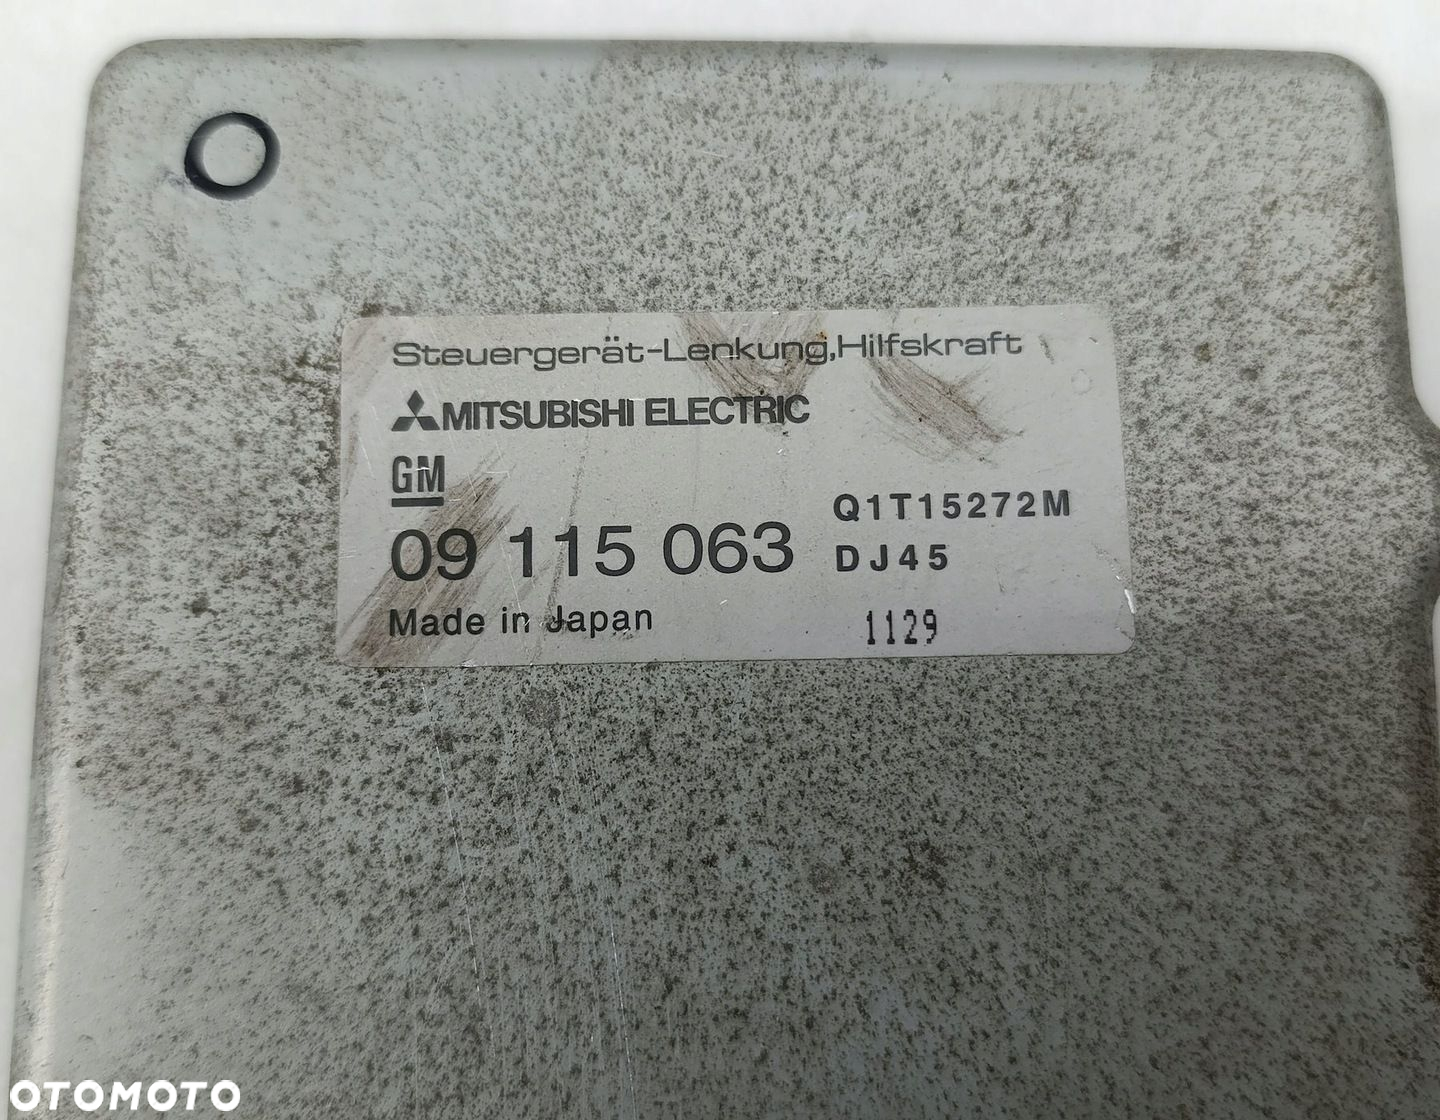 Steuergerät-Lenkung,Hilfskraft
MITSUBISHI ELECTRIC
GM
09 115 063
Q1T15272M
DJ45
Made in Japan
1129
OTOMOTO